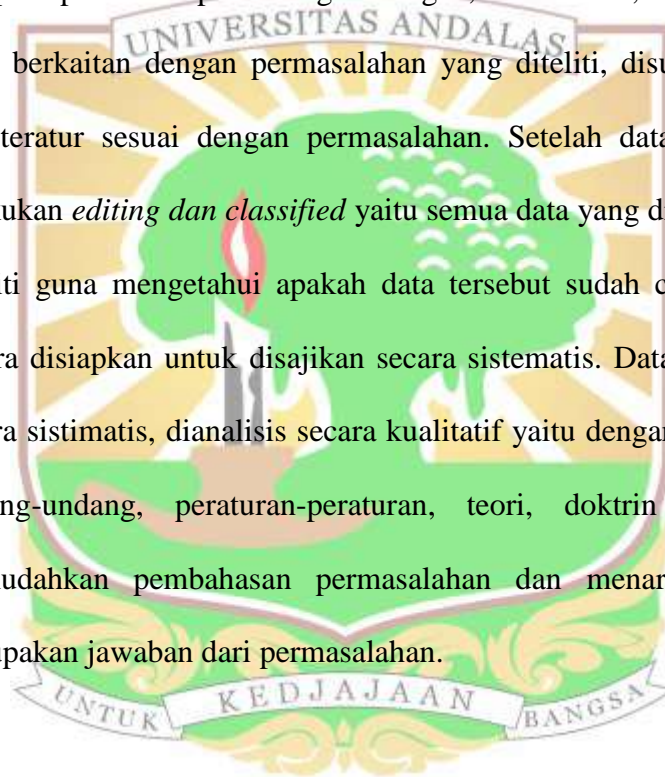 UNIVERSITAS ANDALAS
berkaitan dengan permasalahan yang diteliti, disu
teratur sesuai dengan permasalahan. Setelah data
ukan editing dan classified yaitu semua data yang di
iti guna mengetahui apakah data tersebut sudah c
ra disiapkan untuk disajikan secara sistematis. Data
ra sistimatis, dianalisis secara kualitatif yaitu dengan
ng-undang, peraturan-peraturan, teori, doktrin
udahkan pembahasan permasalahan dan menar
upakan jawaban dari permasalahan.
UNTUK KEDJAJAAN BANGSA